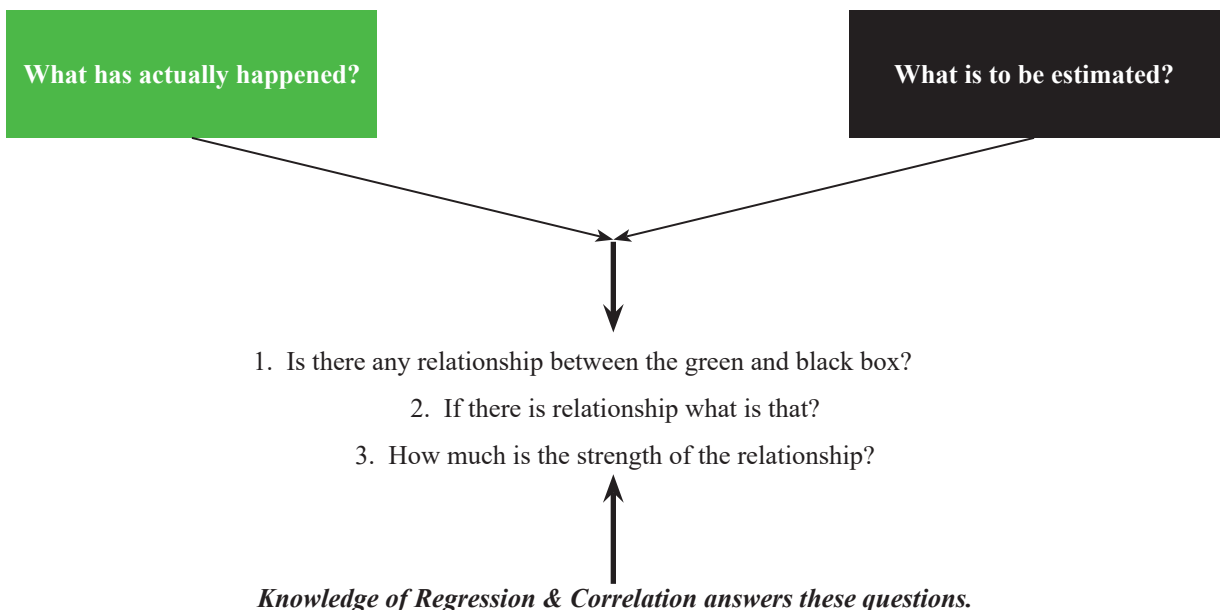 What has actually happened?
What is to be estimated?
1. Is there any relationship between the green and black box?
2. If there is relationship what is that?
3. How much is the strength of the relationship?
Knowledge of Regression & Correlation answers these questions.